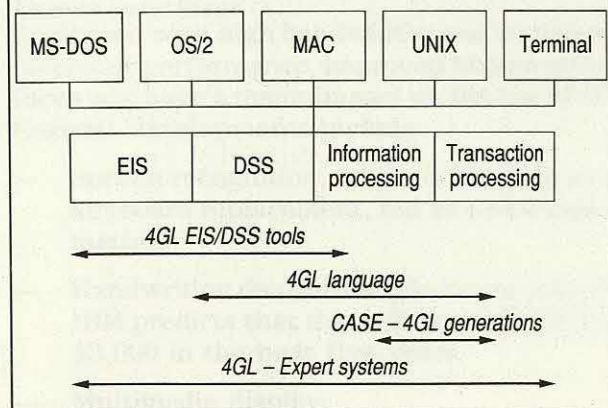 MS-DOS
OS/2
MAC
UNIX
Terminal
EIS
DSS
Information
processing
Transaction
processing
4GL EIS/DSS tools
4GL language
CASE - 4GL generations
4GL – Expert systems